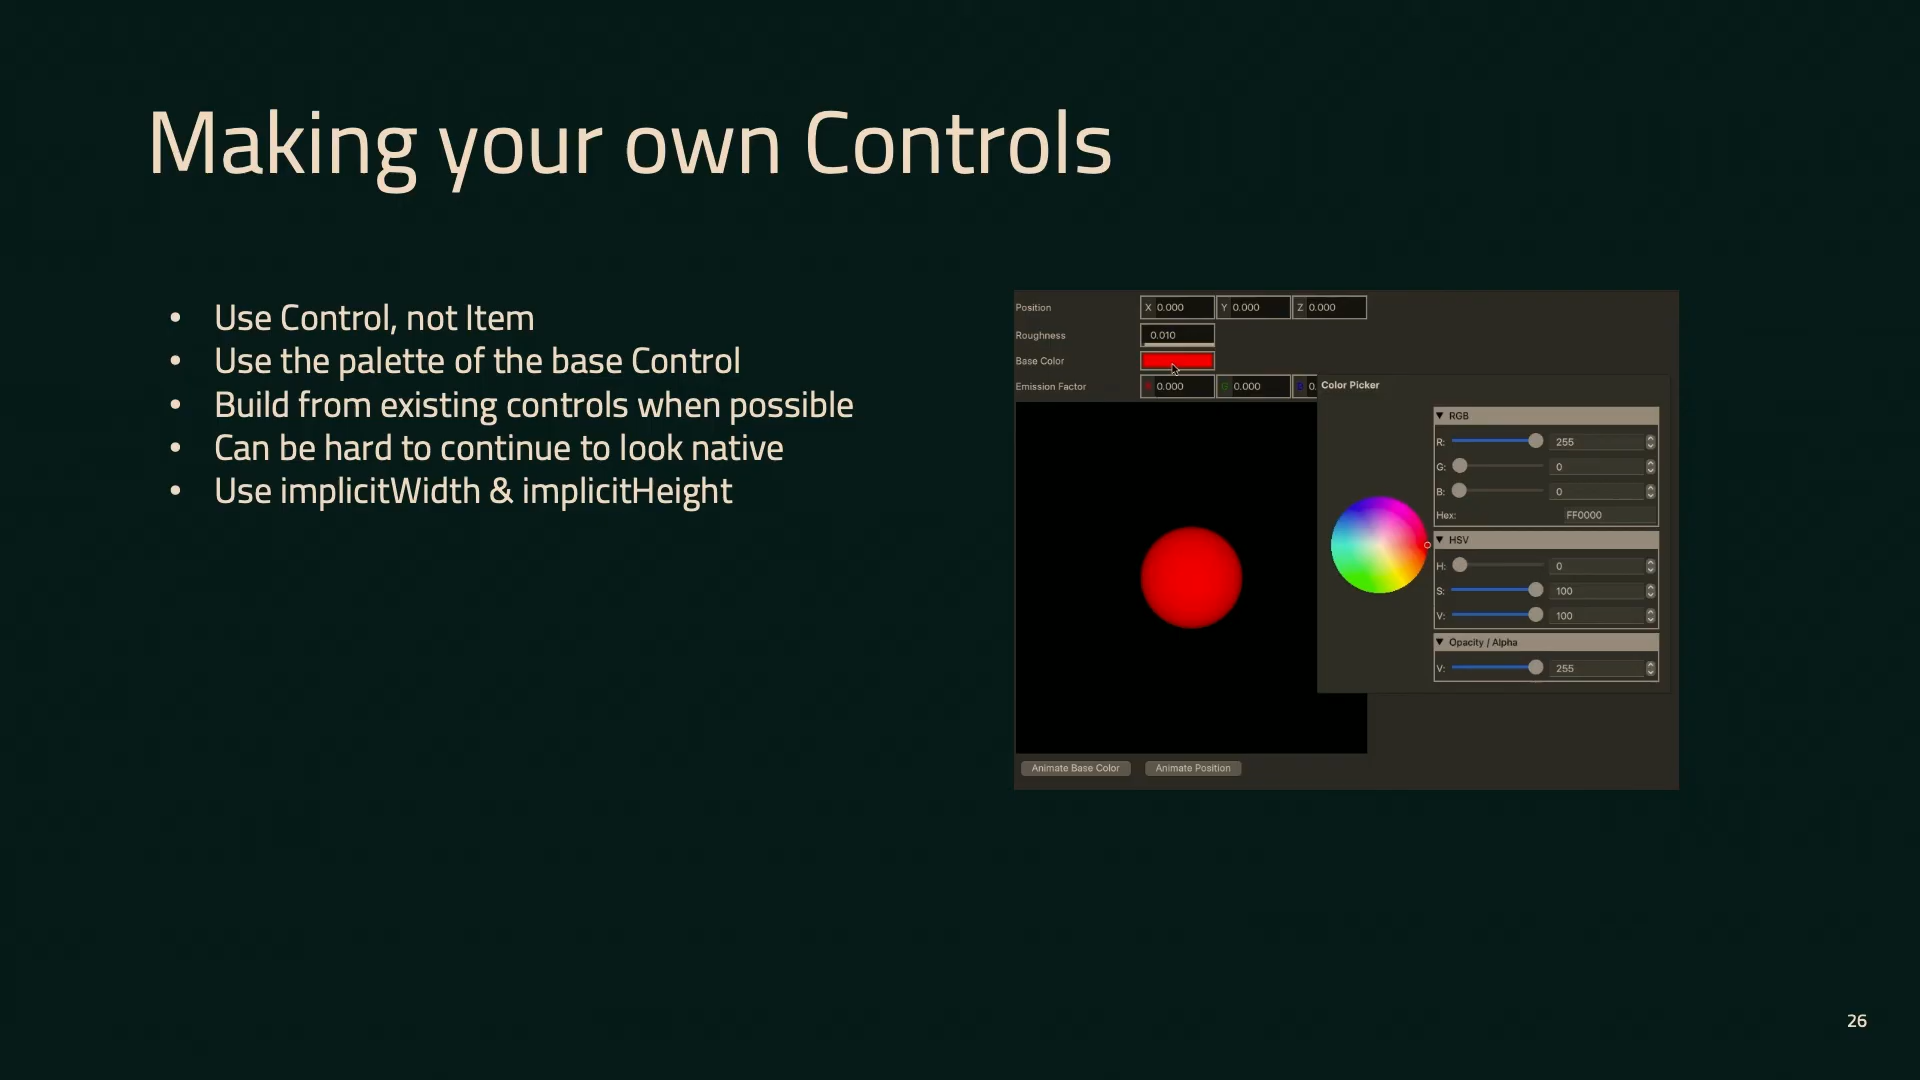 Making your own Controls
• Use Control, not Item
• Use the palette of the base Control
• Build from existing controls when possible
• Can be hard to continue to look native
• Use implicitWidth & implicitHeight
Position X 0.000 Y 0.000 Z 0.000
Roughness 0.010
Base Color
Emission Factor 0.000 G 0.000 0.
Color Picker
RGB
R: 255
G: 0
B: 0
Hex: FF0000
HSV
H: 0
S: 100
V: 100
Opacity / Alpha
V: 255
Animate Base Color Animate Position
26